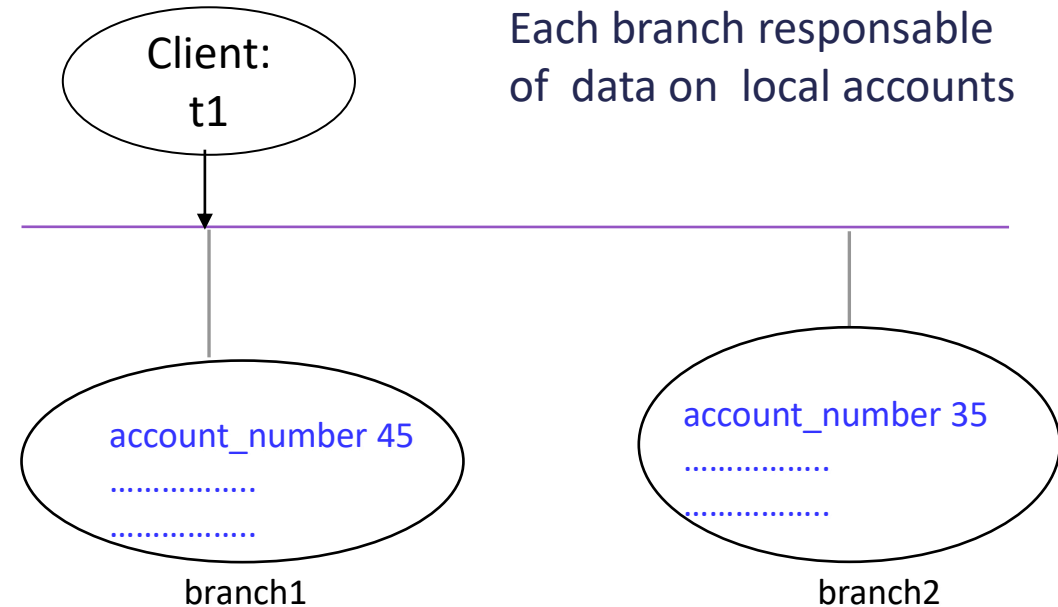 Client:
t1
Each branch responsable
of data on local accounts
account_number 45
……………..
……………..
branch1
account_number 35
……………..
……………..
branch2